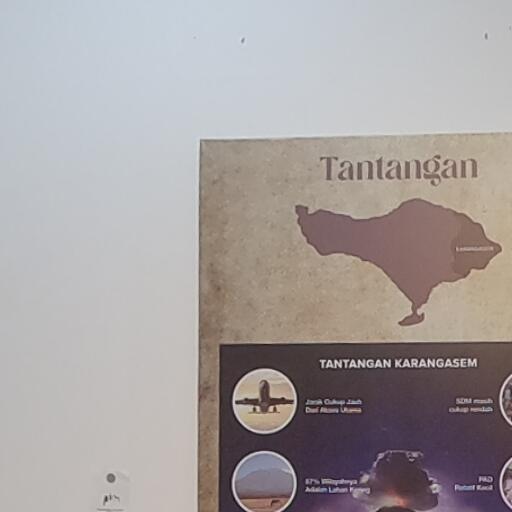 Tantangan
KARANGASEM
TANTANGAN KARANGASEM
Jarak Cukup Jauh
Dari Akses Utama
SDM masih
cukup rendah
87% Wilayahnya
Adalah Lahan Kering
PAD
Relatif Kecil